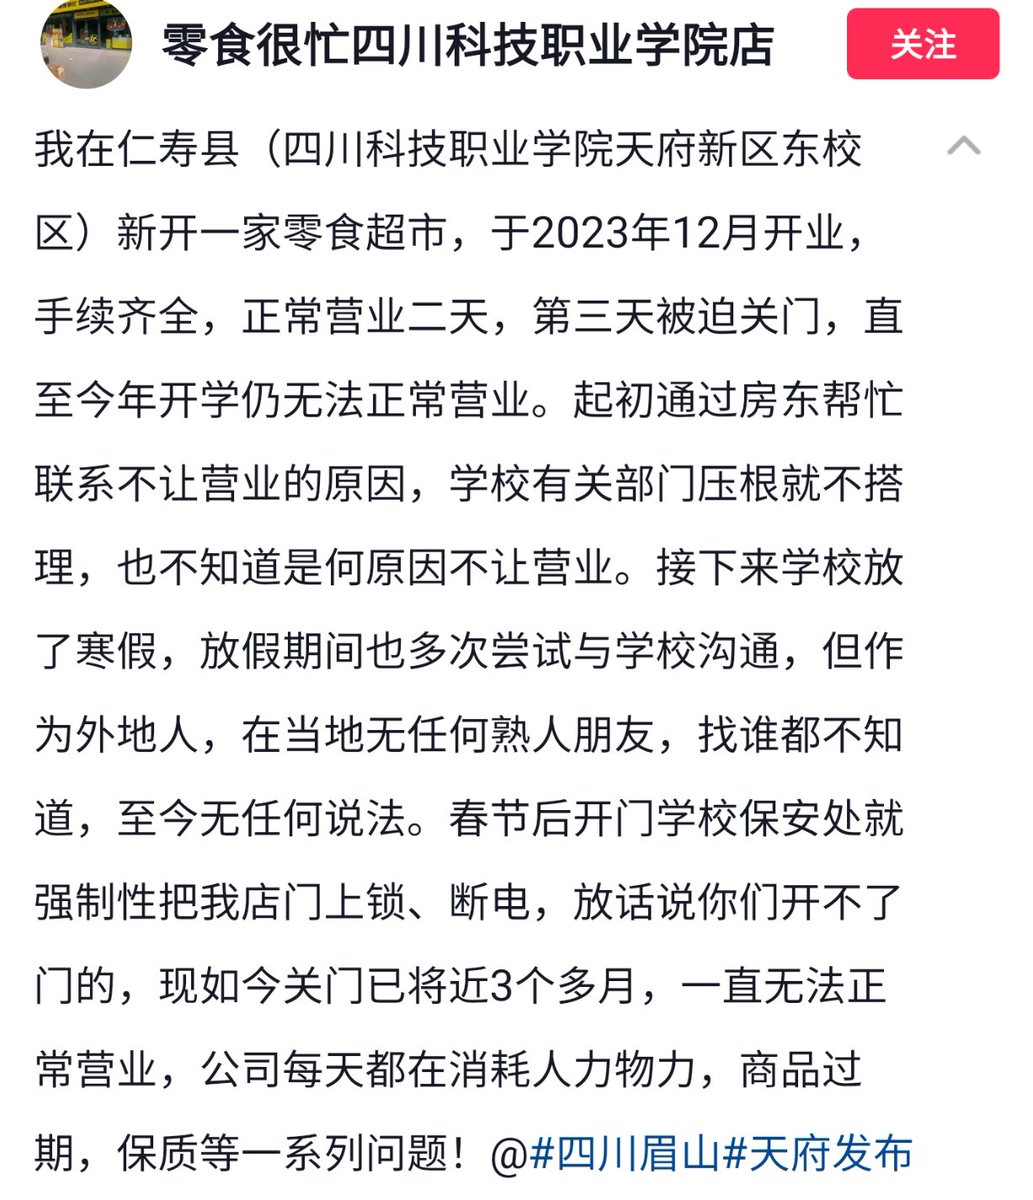 零食很忙四川科技职业学院店
关注
我在仁寿县（四川科技职业学院天府新区东校
区）新开一家零食超市，于2023年12月开业，
手续齐全，正常营业二天，第三天被迫关门，直
至今年开学仍无法正常营业。起初通过房东帮忙
联系不让营业的原因，学校有关部门压根就不搭
理，也不知道是何原因不让营业。接下来学校放
了寒假，放假期间也多次尝试与学校沟通，但作
为外地人，在当地无任何熟人朋友，找谁都不知
道，至今无任何说法。春节后开门学校保安处就
强制性把我店门上锁、断电，放话说你们开不了
门的，现如今关门已将近3个多月，一直无法正
常营业，公司每天都在消耗人力物力，商品过
期，保质等一系列问题！@#四川眉山#天府发布